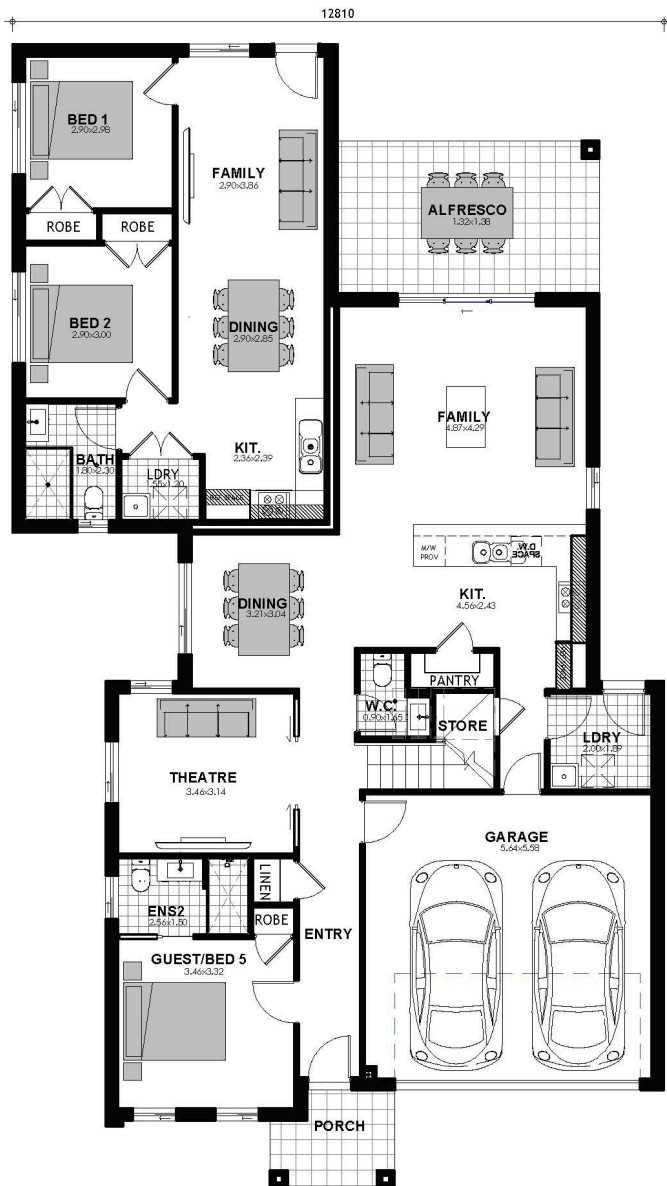 12810
BED 1
2.90x2.98
FAMILY
2.90x3.86
ROBE
ROBE
ALFRESCO
1.32x1.38
BED 2
2.90x3.00
DINING
2.90x2.85
FAMILY
4.87x4.29
KIT.
2.36x2.39
BATH
1.80x2.30
LDRY
M/W
PROV
D.W.
SPACE
KIT.
4.56x2.43
DINING
3.21x3.04
PANTRY
W.C.
0.90x1.65
STORE
LDRY
2.00x1.89
THEATRE
3.46x3.14
GARAGE
5.64x5.58
LINEN
ENS2
2.56x1.50
ROBE
ENTRY
GUEST/BED 5
3.46x3.32
PORCH